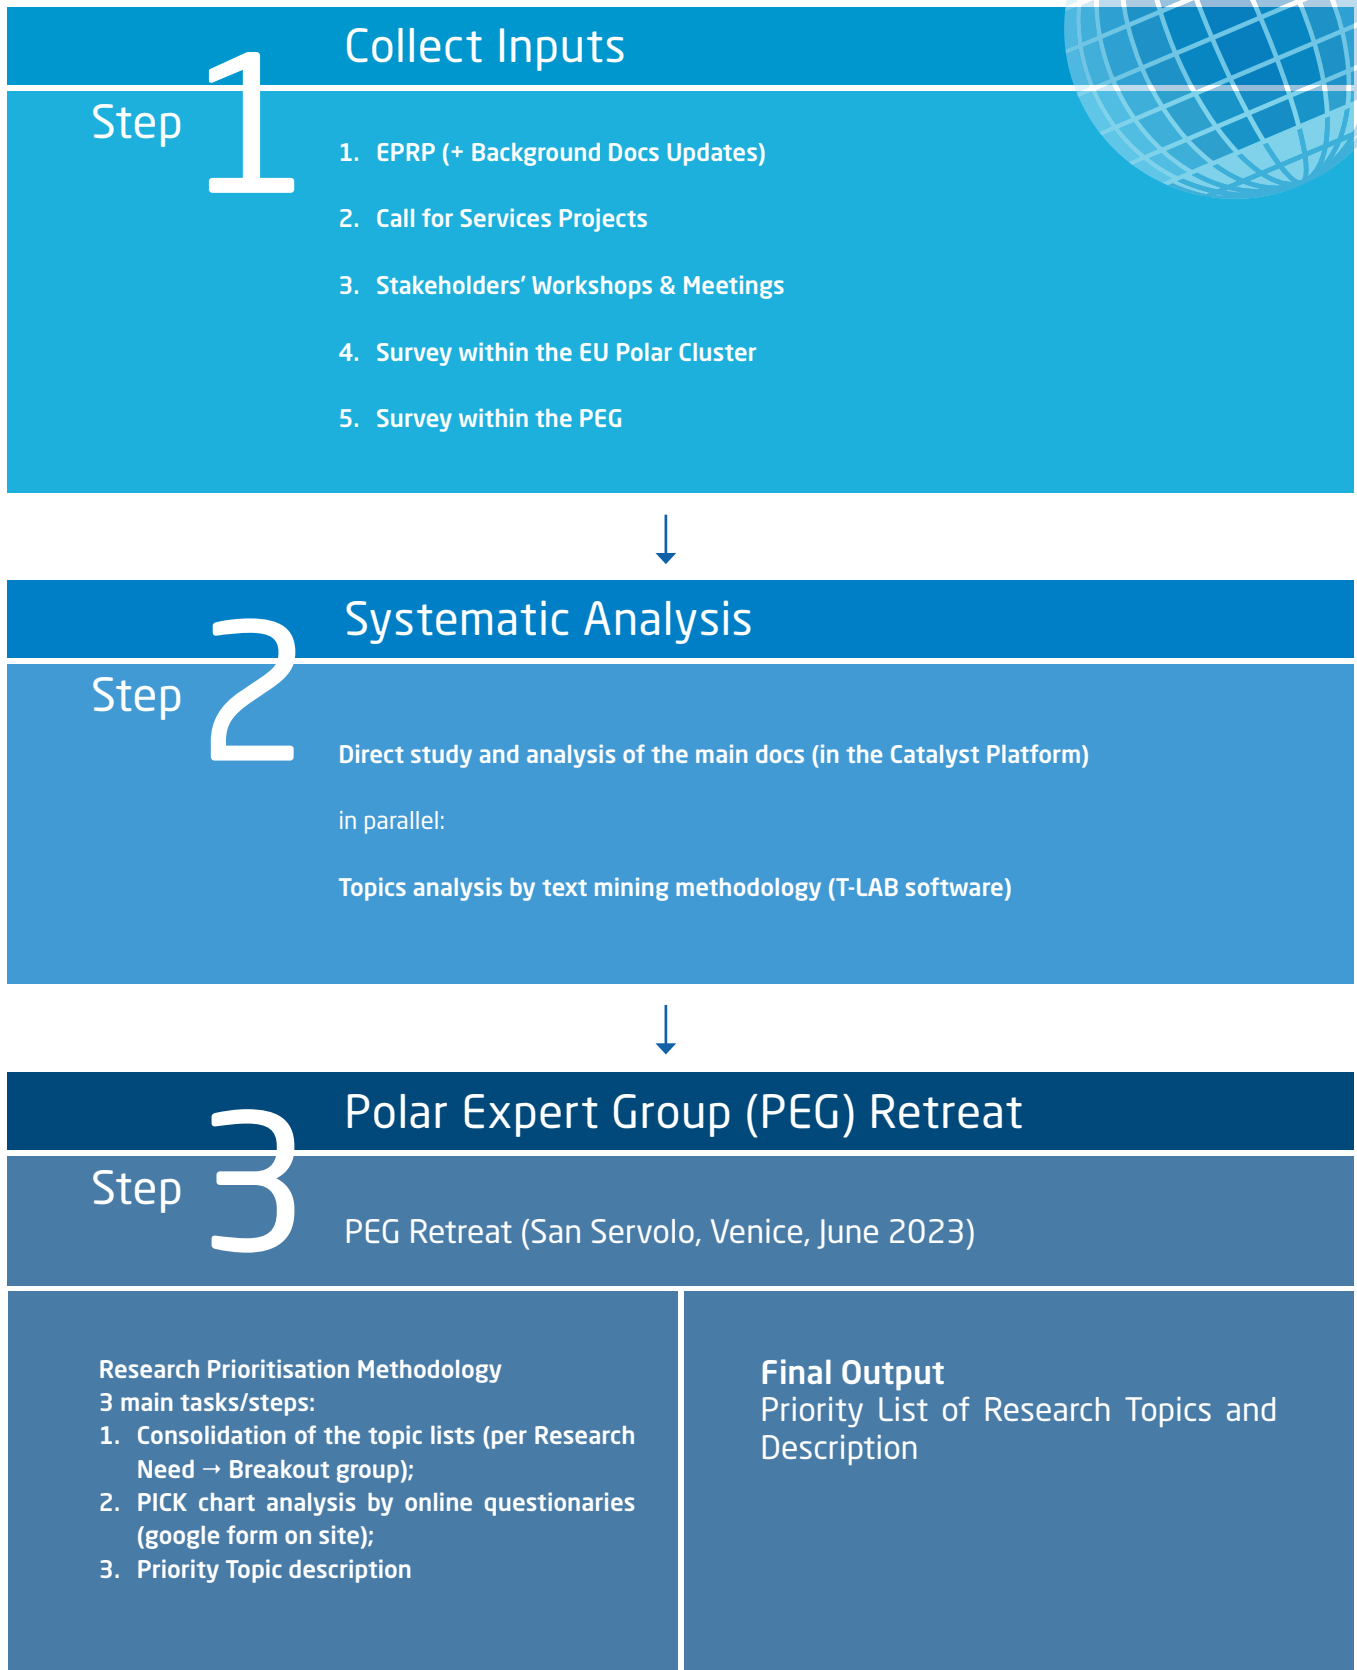 Collect Inputs
Step 1
1. EPRP (+ Background Docs Updates)
2. Call for Services Projects
3. Stakeholders’ Workshops & Meetings
4. Survey within the EU Polar Cluster
5. Survey within the PEG
Systematic Analysis
Step 2
Direct study and analysis of the main docs (in the Catalyst Platform)
in parallel:
Topics analysis by text mining methodology (T-LAB software)
Polar Expert Group (PEG) Retreat
Step 3
PEG Retreat (San Servolo, Venice, June 2023)
Research Prioritisation Methodology
3 main tasks/steps:
1. Consolidation of the topic lists (per Research
Need → Breakout group);
2. PICK chart analysis by online questionaries
(google form on site);
3. Priority Topic description
Final Output
Priority List of Research Topics and
Description